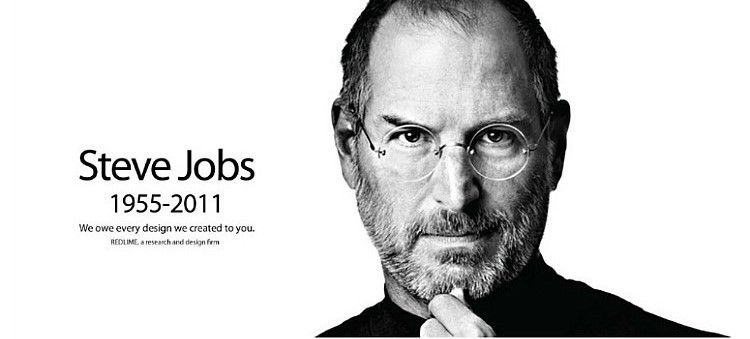 Steve Jobs
1955-2011
We owe every design we created to you.
REDLIME, a research and design firm